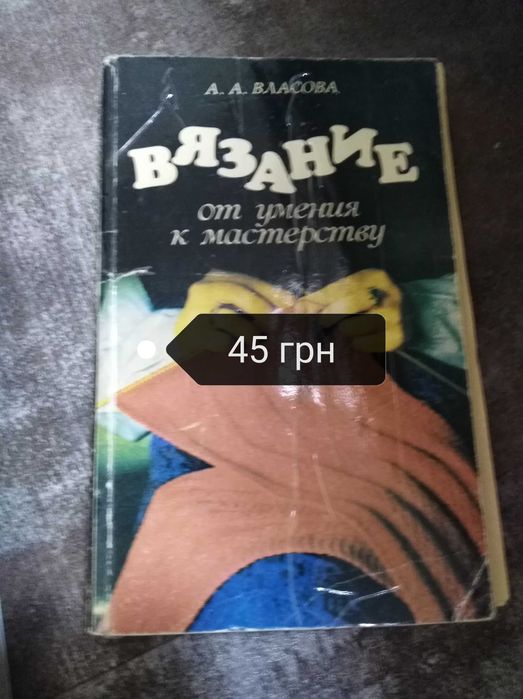 А. А. ВЛАСОВА
ВЯЗАНИЕ
от умения
к мастерству
45 грн